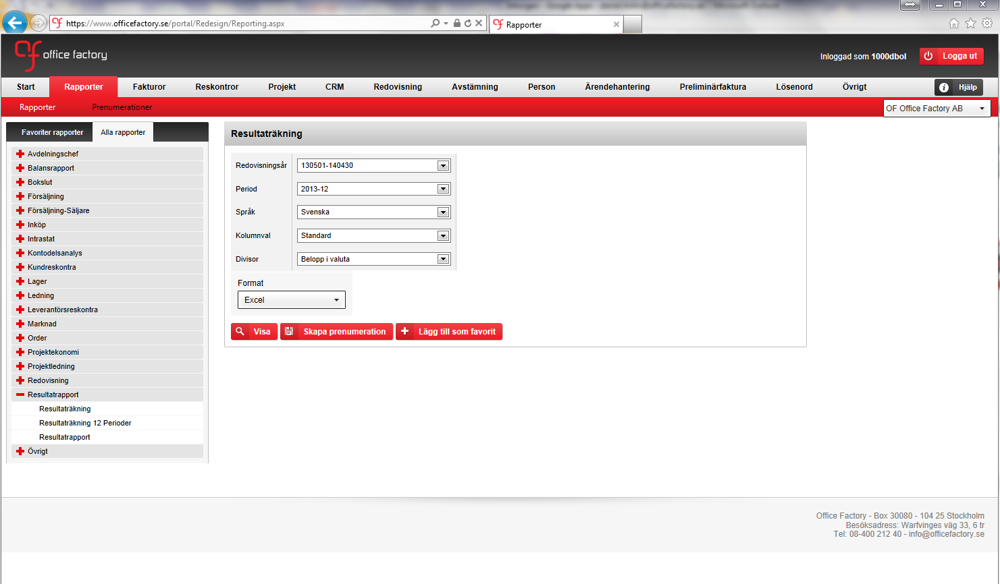 https://www.officefactory.se/portal/Redesign/Reporting.aspx
Rapporter
office factory
Inloggad som 1000dbol
Logga ut
Start Rapporter Fakturor Reskontror Projekt CRM Redovisning Avstämning Person Ärendehantering Preliminärfaktura Lösenord Övrigt Hjälp
Rapporter Prenumerationer OF Office Factory AB
Favoriter rapporter Alla rapporter
Avdelningschef
Balansrapport
Bokslut
Försäljning
Försäljning-Säljare
Inköp
Intrastat
Kontodelsanalys
Kundreskontra
Lager
Ledning
Leverantörsreskontra
Marknad
Order
Projektekonomi
Projektledning
Redovisning
Resultatrapport
Resultaträkning
Resultaträkning 12 Perioder
Resultatrapport
Övrigt
Resultaträkning
Redovisningsår 130501-140430
Period 2013-12
Språk Svenska
Kolumnval Standard
Divisor Belopp i valuta
Format
Excel
Visa Skapa prenumeration Lägg till som favorit
Office Factory - Box 30080 - 104 25 Stockholm
Besöksadress: Warfvinges väg 33, 6 tr
Tel: 08-400 212 40 - info@officefactory.se